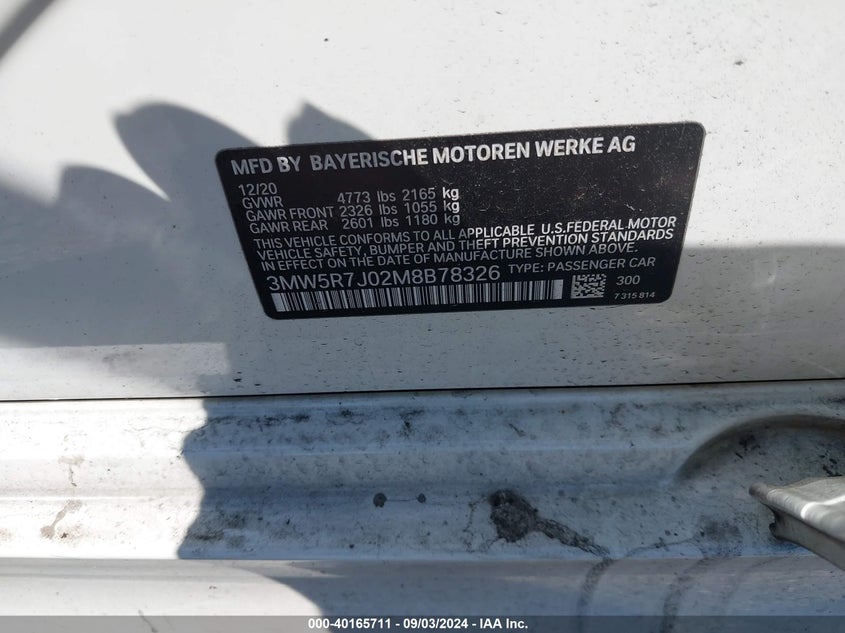 MFD BY BAYERISCHE MOTOREN WERKE AG
12/20
GVWR 4773 lbs 2165 kg
GAWR FRONT 2326 lbs 1055 kg
GAWR REAR 2601 lbs 1180 kg
THIS VEHICLE CONFORMS TO ALL APPLICABLE U.S.FEDERAL MOTOR
VEHICLE SAFETY, BUMPER AND THEFT PREVENTION STANDARDS
IN EFFECT ON THE DATE OF MANUFACTURE SHOWN ABOVE.
3MW5R7J02M8B78326 TYPE: PASSENGER CAR
300
7 315 814
000-40165711 - 09/03/2024 - IAA Inc.